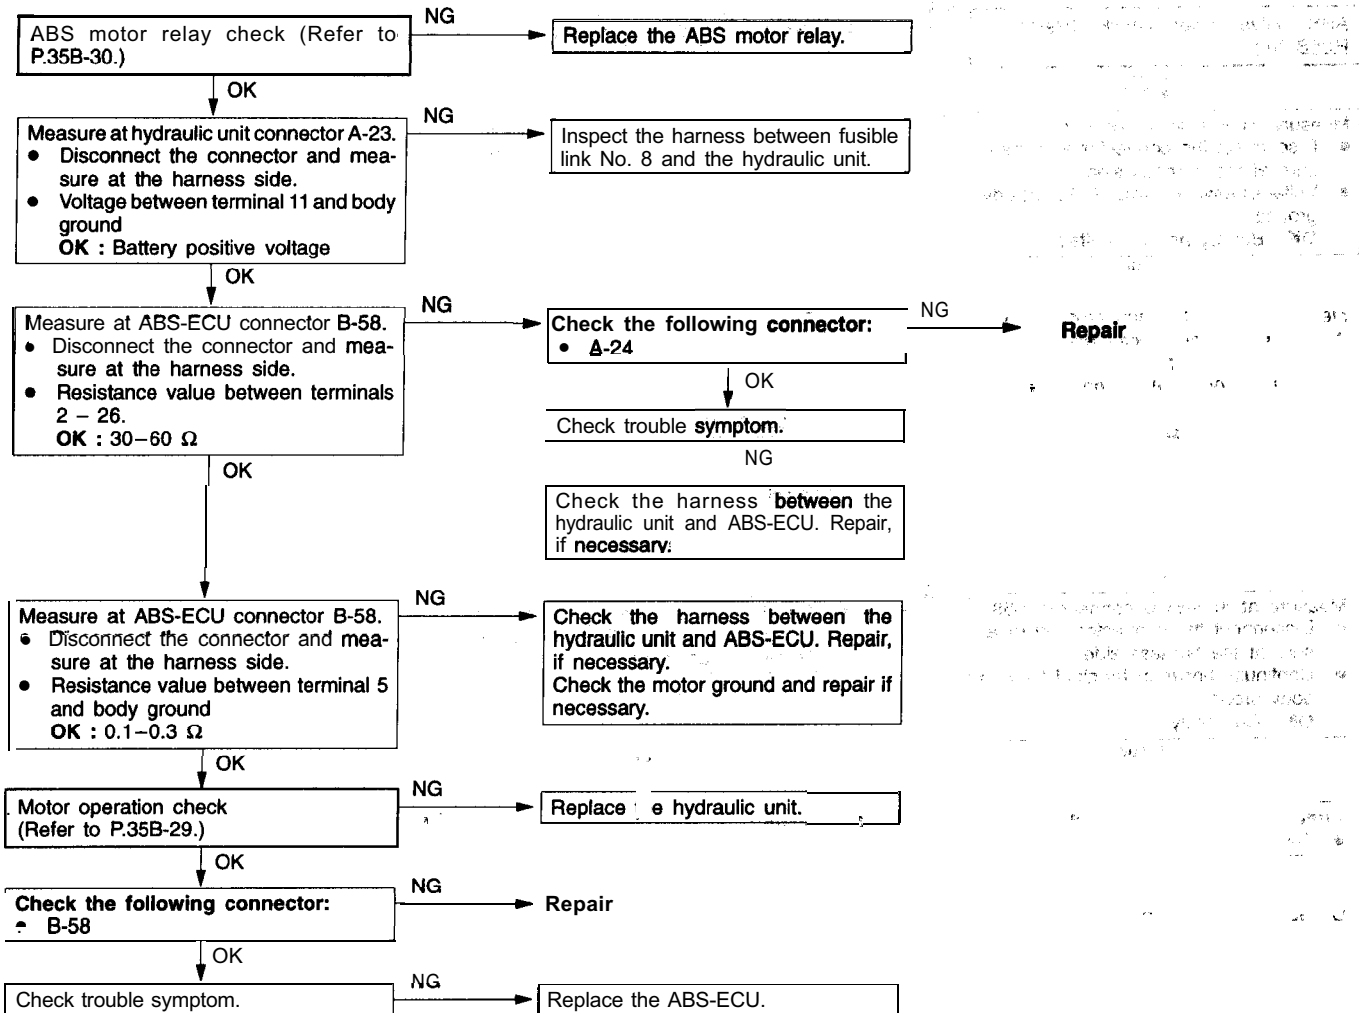 ABS motor relay check (Refer to
P.35B-30.)
NG
Replace the ABS motor relay.
OK
Measure at hydraulic unit connector A-23.
● Disconnect the connector and mea-
sure at the harness side.
● Voltage between terminal 11 and body
ground
OK : Battery positive voltage
NG
Inspect the harness between fusible
link No. 8 and the hydraulic unit.
OK
Measure at ABS-ECU connector B-58.
● Disconnect the connector and mea-
sure at the harness side.
● Resistance value between terminals
2 – 26.
OK : 30–60 Ω
NG
Check the following connector:
● A-24
NG
Repair
OK
Check trouble symptom.
NG
Check the harness between the
hydraulic unit and ABS-ECU. Repair,
if necessary.
OK
Measure at ABS-ECU connector B-58.
● Disconnect the connector and mea-
sure at the harness side.
● Resistance value between terminal 5
and body ground
OK : 0.1–0.3 Ω
NG
Check the harness between the
hydraulic unit and ABS-ECU. Repair,
if necessary.
Check the motor ground and repair if
necessary.
OK
Motor operation check
(Refer to P.35B-29.)
NG
Replace e hydraulic unit.
OK
Check the following connector:
B-58
NG
Repair
OK
Check trouble symptom.
NG
Replace the ABS-ECU.